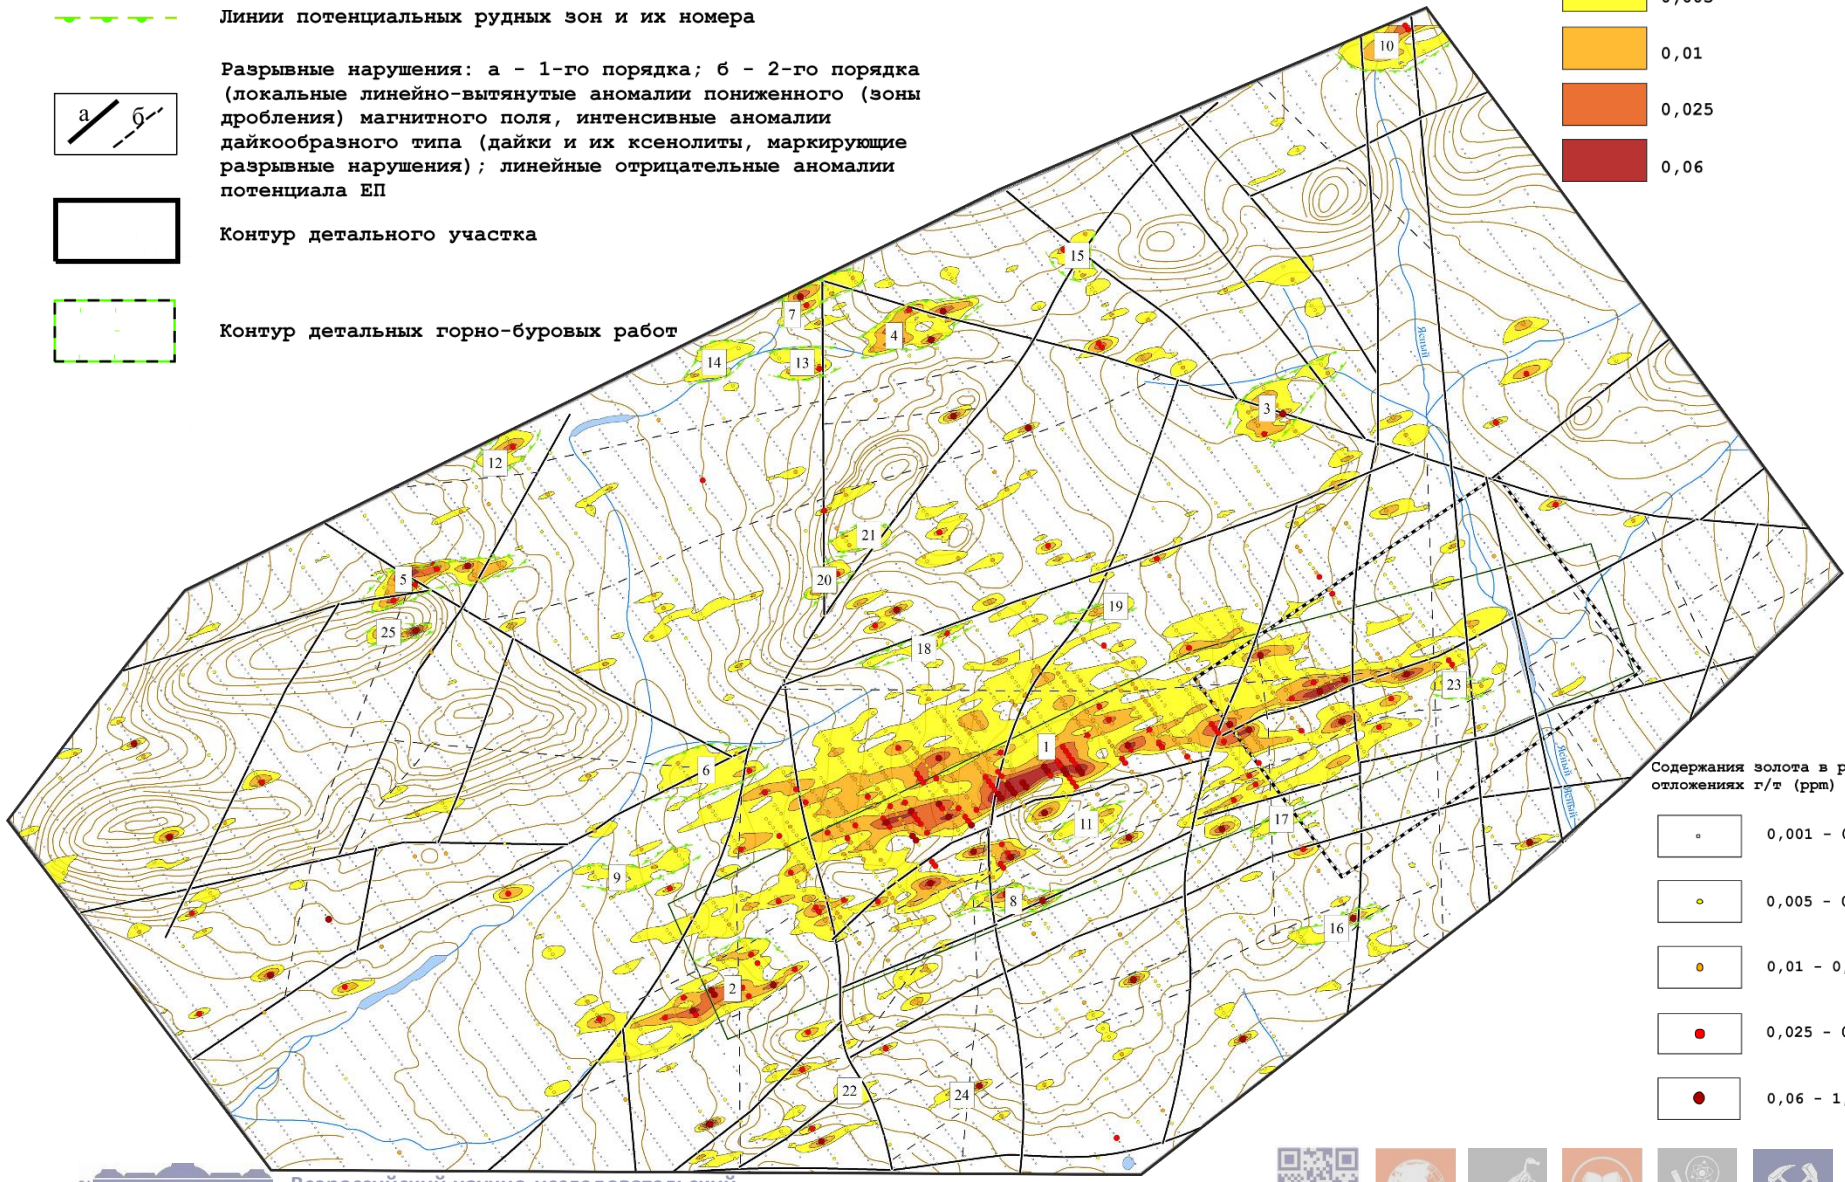 Линии потенциальных рудных зон и их номера
Разрывные нарушения: а - 1-го порядка; б - 2-го порядка
(локальные линейно-вытянутые аномалии пониженного (зоны
дробления) магнитного поля, интенсивные аномалии
дайкообразного типа (дайки и их ксенолиты, маркирующие
разрывные нарушения); линейные отрицательные аномалии
потенциала ЕП
а б
Контур детального участка
Контур детальных горно-буровых работ
0,01
0,025
0,06
10
15
7
4
14
13
3
12
21
5
20
25
19
18
23
1
6
11
17
9
8
16
2
22
24
Ясный
Ясный
Ясный
Содержания золота в р
отложениях г/т (ppm)
0,001 -
0,005 -
0,01 - 0
0,025 -
0,06 - 1